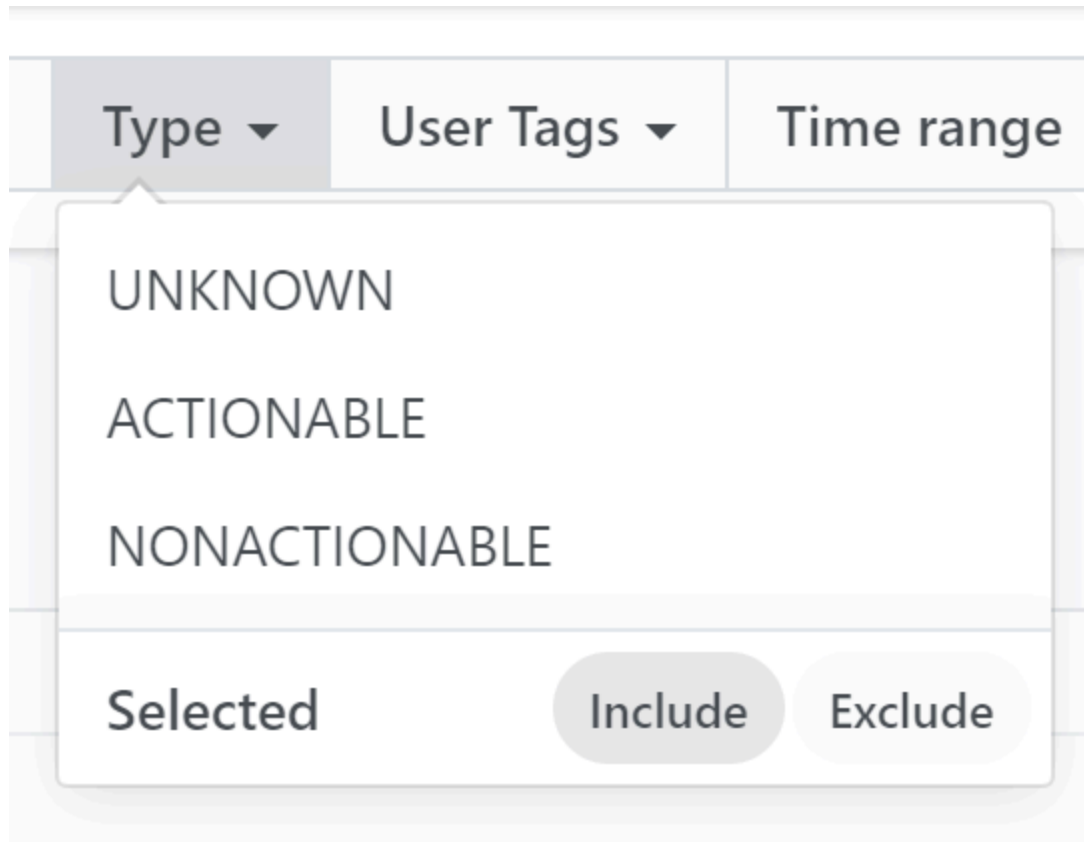 Type User Tags Time range
UNKNOWN
ACTIONABLE
NONACTIONABLE
Selected Include Exclude